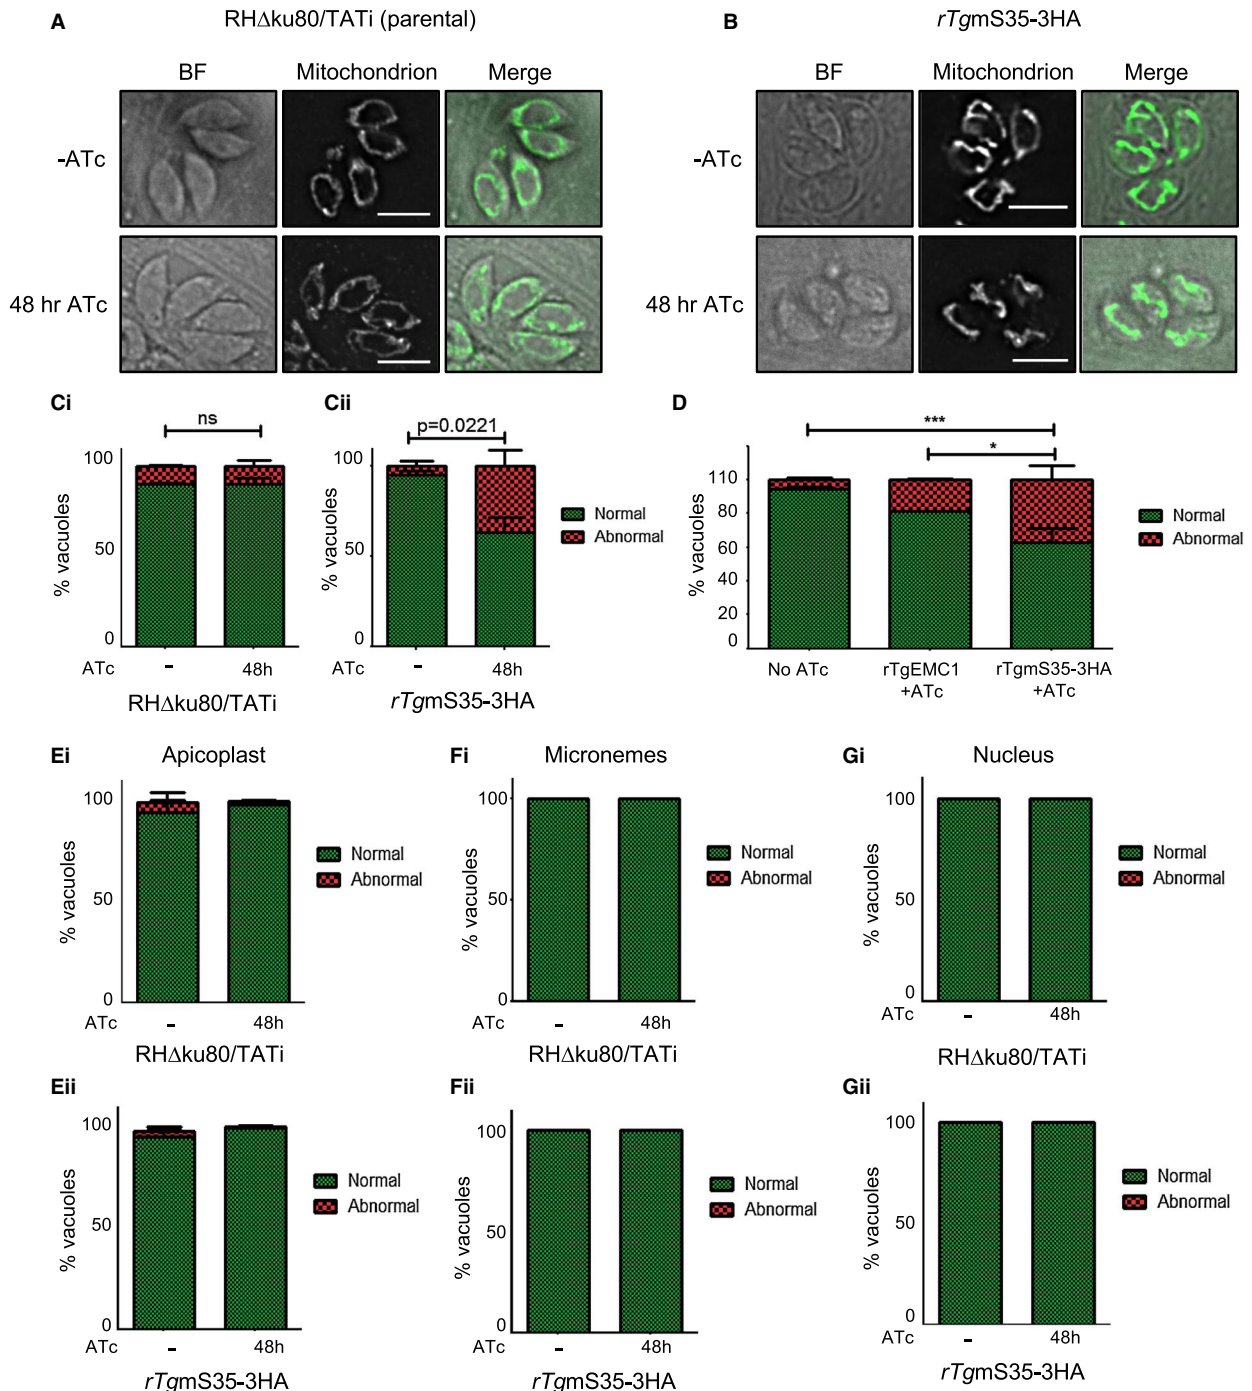 A
RHΔku80/TATi (parental)
BF
Mitochondrion
Merge
-ATc
48 hr ATc
B
rTgmS35-3HA
BF
Mitochondrion
Merge
-ATc
48 hr ATc
Ci
ns
100
50
0
% vacuoles
ATc
-
48h
RHΔku80/TATi
Cii
p=0.0221
100
50
0
% vacuoles
ATc
-
48h
rTgmS35-3HA
Normal
Abnormal
D
***
*
110
80
60
40
20
0
% vacuoles
No ATc
rTgEMC1
+ATc
rTgmS35-3HA
+ATc
Normal
Abnormal
Ei
Apicoplast
100
50
0
% vacuoles
ATc
-
48h
RHΔku80/TATi
Normal
Abnormal
Fi
Micronemes
100
50
0
% vacuoles
ATc
-
48h
RHΔku80/TATi
Normal
Abnormal
Gi
Nucleus
100
50
0
% vacuoles
ATc
-
48h
RHΔku80/TATi
Normal
Abnormal
Eii
100
50
0
% vacuoles
ATc
-
48h
rTgmS35-3HA
Normal
Abnormal
Fii
100
50
0
% vacuoles
ATc
-
48h
rTgmS35-3HA
Normal
Abnormal
Gii
100
50
0
% vacuoles
ATc
-
48h
rTgmS35-3HA
Normal
Abnormal